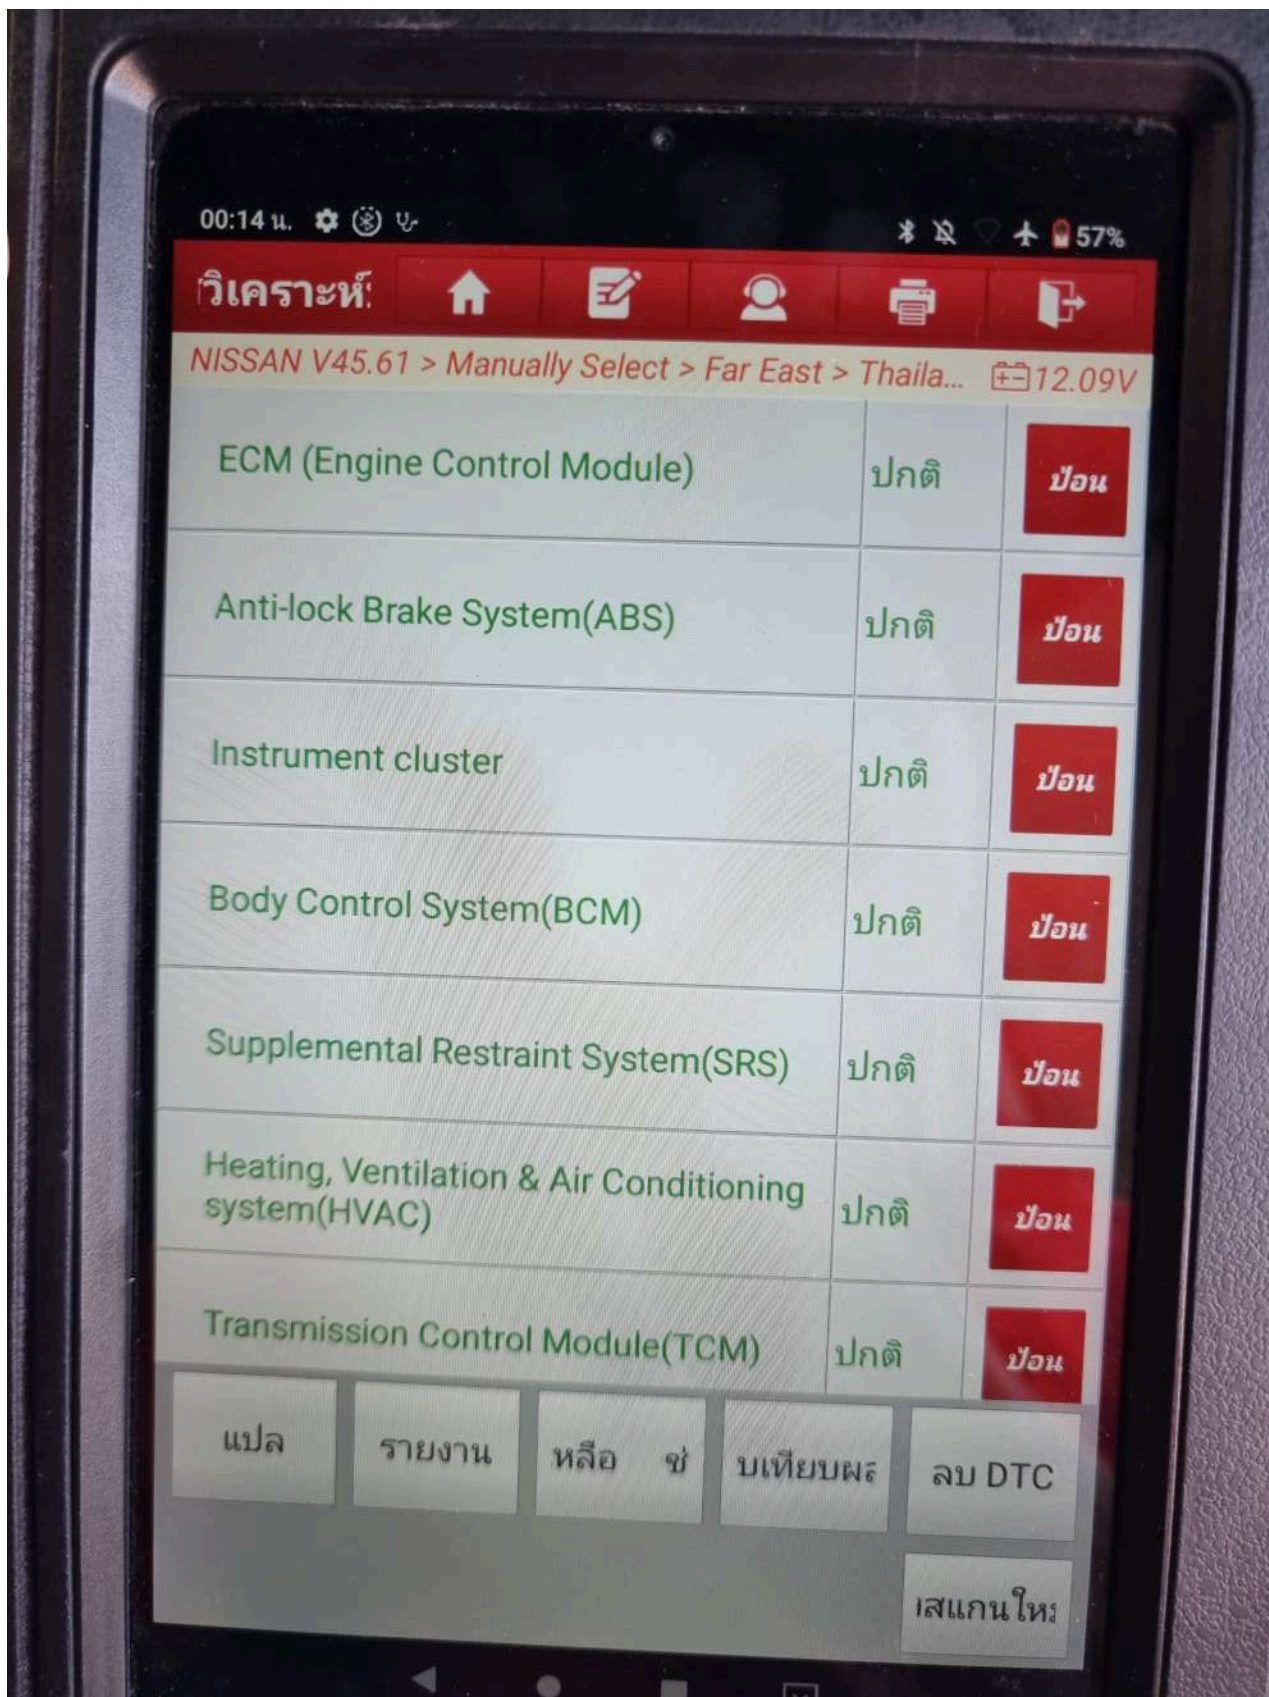 00:14 น. 57%
วิเคราะห์
NISSAN V45.61 > Manually Select > Far East > Thaila... 12.09V
ECM (Engine Control Module) ปกติ ป้อน
Anti-lock Brake System(ABS) ปกติ ป้อน
Instrument cluster ปกติ ป้อน
Body Control System(BCM) ปกติ ป้อน
Supplemental Restraint System(SRS) ปกติ ป้อน
Heating, Ventilation & Air Conditioning
system(HVAC) ปกติ ป้อน
Transmission Control Module(TCM) ปกติ ป้อน
แปล รายงาน หลือ ช่ บเทียบผล ลบ DTC
สแกนให